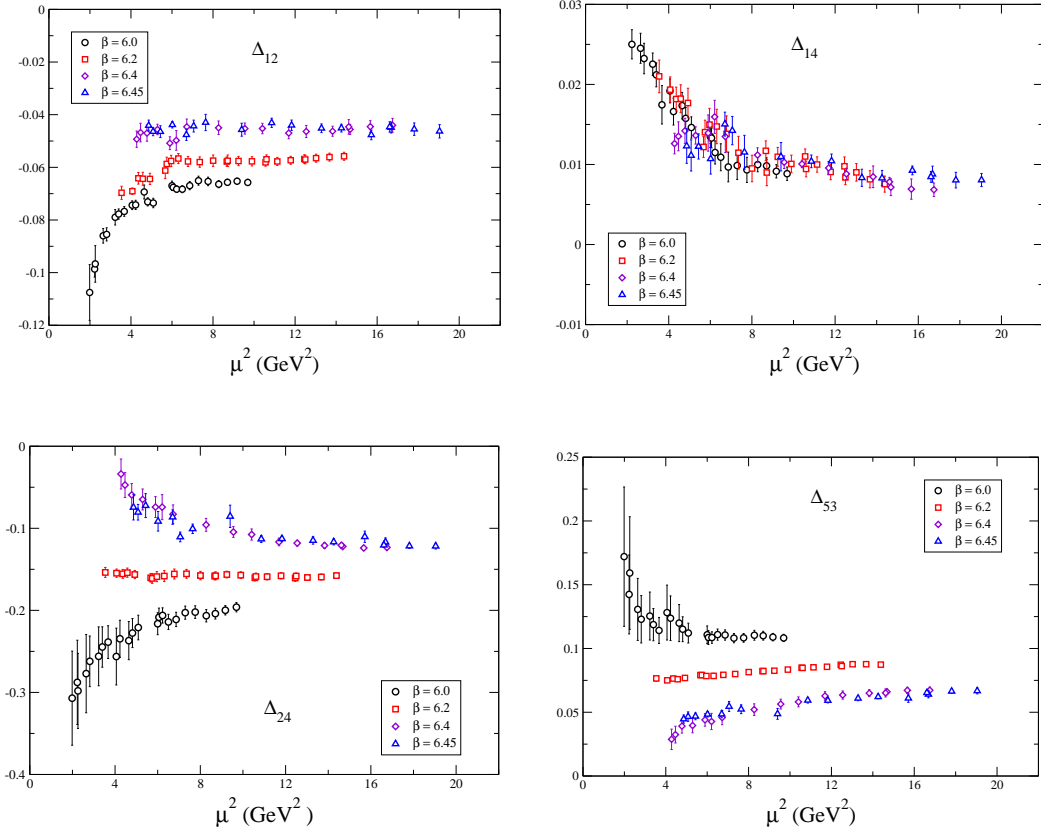 0
-0.02
-0.04
-0.06
-0.08
-0.1
-0.12
0 4 8 12 16 20
β = 6.0
β = 6.2
β = 6.4
β = 6.45
Δ12
μ² (GeV²)
0.03
0.02
0.01
0
-0.01
0 4 8 12 16 20
Δ14
β = 6.0
β = 6.2
β = 6.4
β = 6.45
μ² (GeV²)
0
-0.1
-0.2
-0.3
-0.4
0 4 8 12 16 20
Δ24
β = 6.0
β = 6.2
β = 6.4
β = 6.45
μ² (GeV²)
0.25
0.2
0.15
0.1
0.05
0
0 4 8 12 16 20
Δ53
β = 6.0
β = 6.2
β = 6.4
β = 6.45
μ² (GeV²)